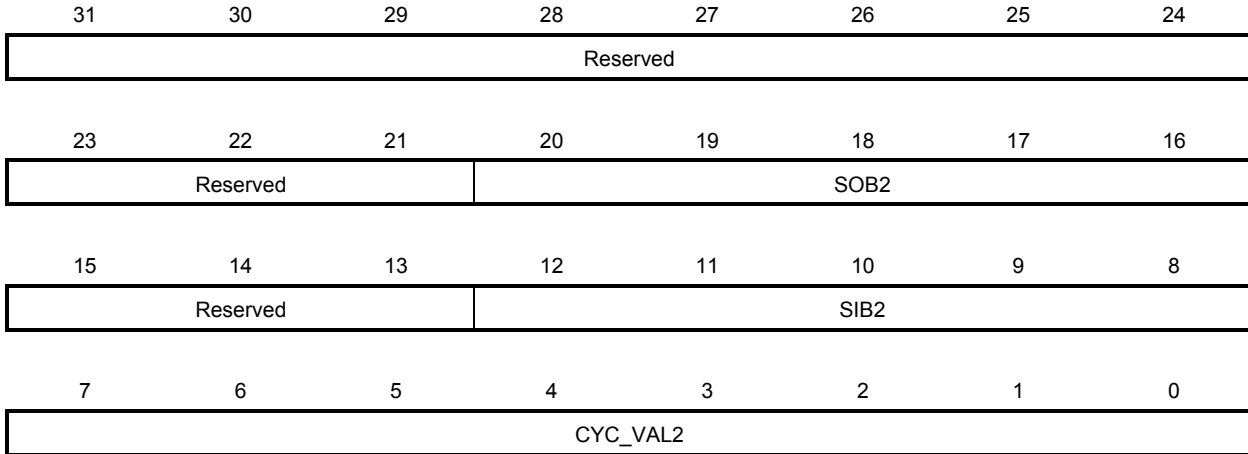 31 30 29 28 27 26 25 24
Reserved
23 22 21 20 19 18 17 16
Reserved SOB2
15 14 13 12 11 10 9 8
Reserved SIB2
7 6 5 4 3 2 1 0
CYC_VAL2